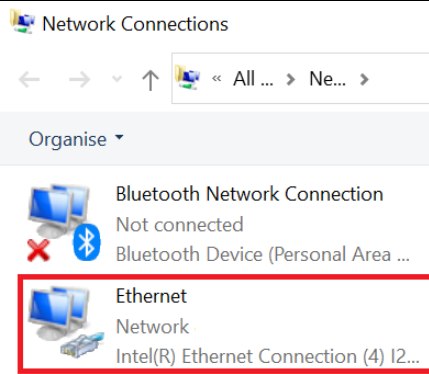 Network Connections
« All ... > Ne... >
Organise
Bluetooth Network Connection
Not connected
Bluetooth Device (Personal Area ...
Ethernet
Network
Intel(R) Ethernet Connection (4) I2...